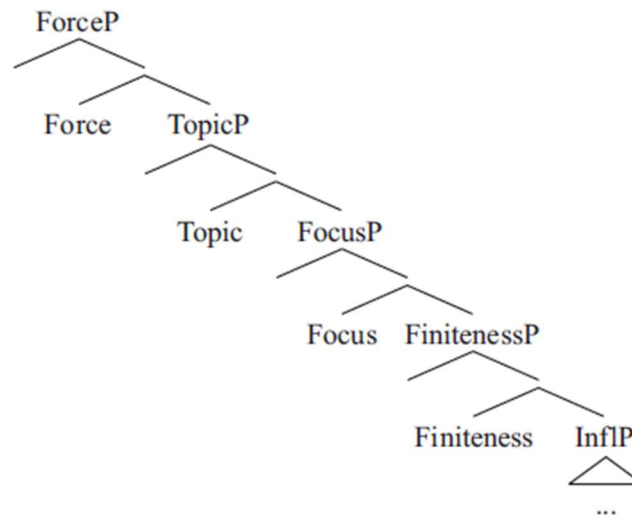 ForceP
Force TopicP
Topic FocusP
Focus FinitenessP
Finiteness InflP
...